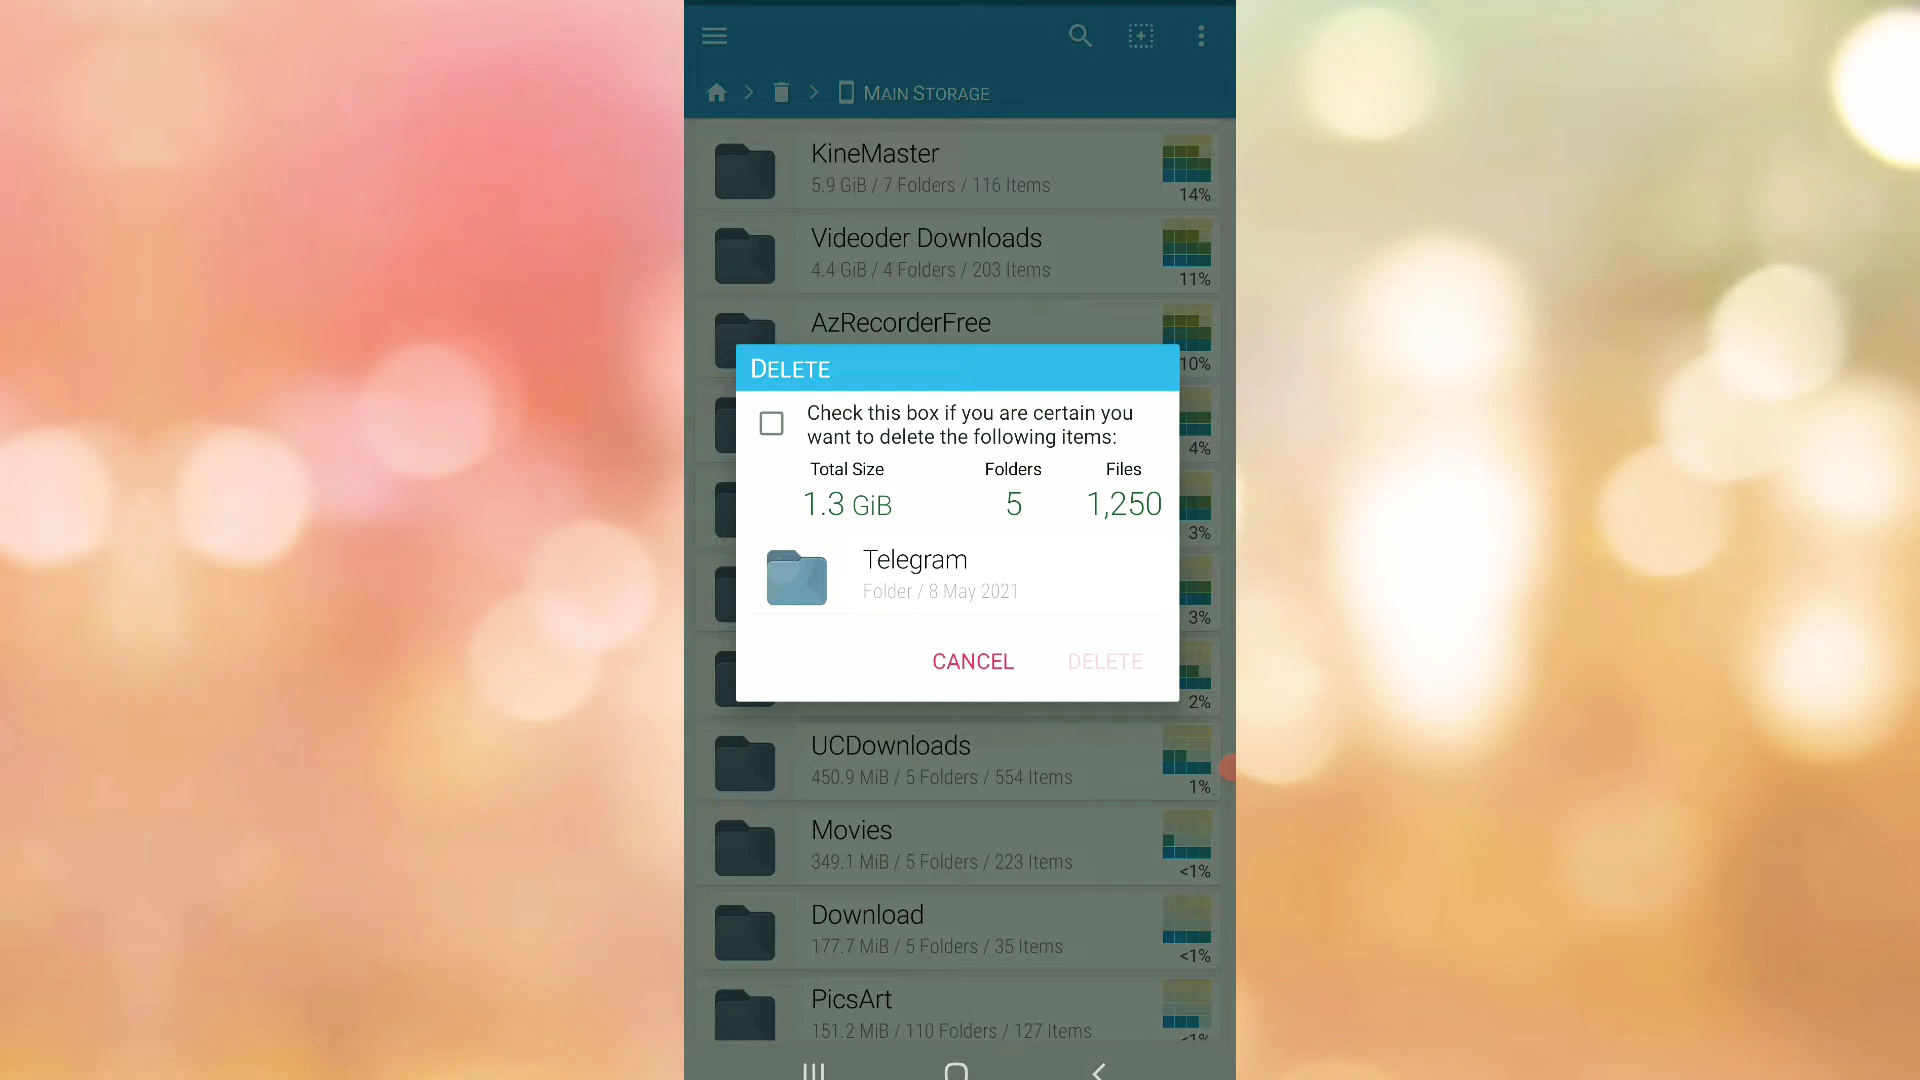 MAIN STORAGE
KineMaster
5.9 GiB / 7 Folders / 116 Items
14%
Videoder Downloads
4.4 GiB / 4 Folders / 203 Items
11%
AzRecorderFree
10%
DELETE
Check this box if you are certain you
want to delete the following items:
Total Size Folders Files
1.3 GiB 5 1,250
Telegram
Folder / 8 May 2021
CANCEL DELETE
4%
3%
3%
2%
UCDownloads
450.9 MiB / 5 Folders / 554 Items
1%
Movies
349.1 MiB / 5 Folders / 223 Items
<1%
Download
177.7 MiB / 5 Folders / 35 Items
<1%
PicsArt
151.2 MiB / 110 Folders / 127 Items
<1%